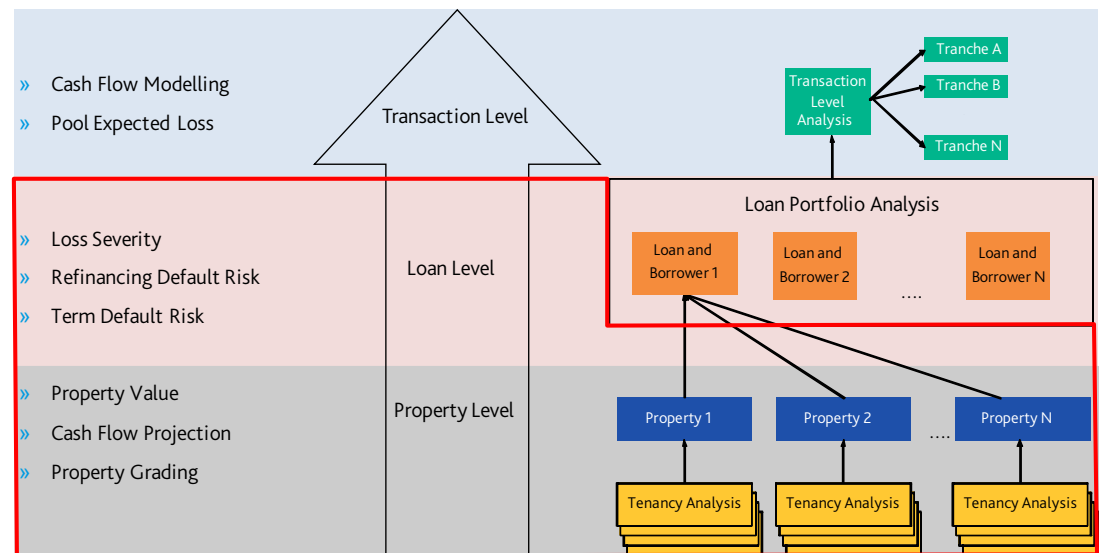 » Cash Flow Modelling
» Pool Expected Loss
Transaction Level
Transaction
Level
Analysis
Tranche A
Tranche B
Tranche N
» Loss Severity
» Refinancing Default Risk
» Term Default Risk
Loan Level
Loan Portfolio Analysis
Loan and
Borrower 1
Loan and
Borrower 2
....
Loan and
Borrower N
» Property Value
» Cash Flow Projection
» Property Grading
Property Level
Property 1
Property 2
....
Property N
Tenancy Analysis
Tenancy Analysis
Tenancy Analysis